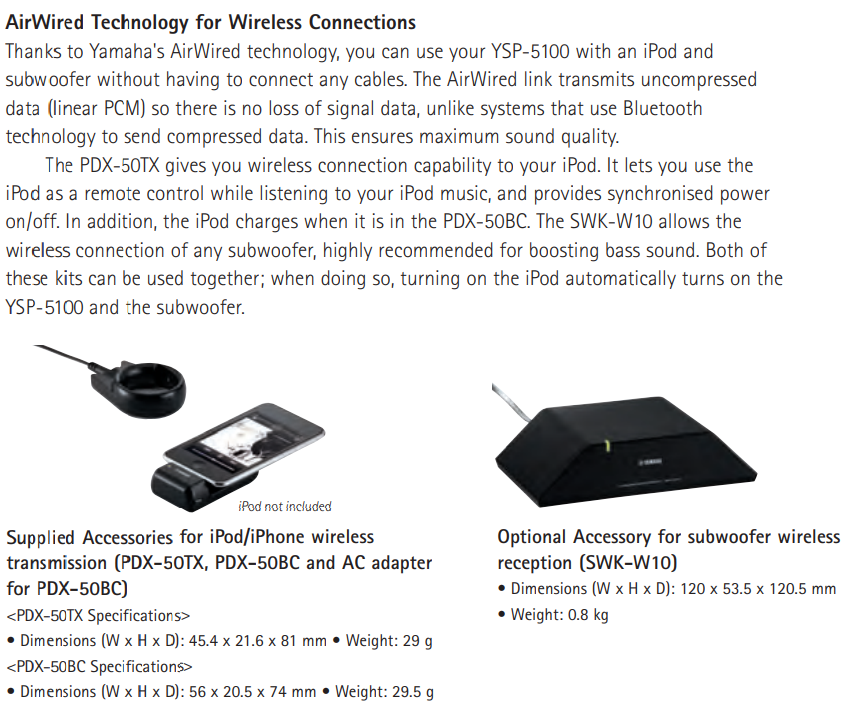 AirWired Technology for Wireless Connections
Thanks to Yamaha's AirWired technology, you can use your YSP-5100 with an iPod and
subwoofer without having to connect any cables. The AirWired link transmits uncompressed
data (linear PCM) so there is no loss of signal data, unlike systems that use Bluetooth
technology to send compressed data. This ensures maximum sound quality.
The PDX-50TX gives you wireless connection capability to your iPod. It lets you use the
iPod as a remote control while listening to your iPod music, and provides synchronised power
on/off. In addition, the iPod charges when it is in the PDX-50BC. The SWK-W10 allows the
wireless connection of any subwoofer, highly recommended for boosting bass sound. Both of
these kits can be used together; when doing so, turning on the iPod automatically turns on the
YSP-5100 and the subwoofer.
iPod not included
Supplied Accessories for iPod/iPhone wireless
transmission (PDX-50TX, PDX-50BC and AC adapter
for PDX-50BC)
<PDX-50TX Specifications>
• Dimensions (W x H x D): 45.4 x 21.6 x 81 mm • Weight: 29 g
<PDX-50BC Specifications>
• Dimensions (W x H x D): 56 x 20.5 x 74 mm • Weight: 29.5 g
YAMAHA
Optional Accessory for subwoofer wireless
reception (SWK-W10)
• Dimensions (W x H x D): 120 x 53.5 x 120.5 mm
• Weight: 0.8 kg